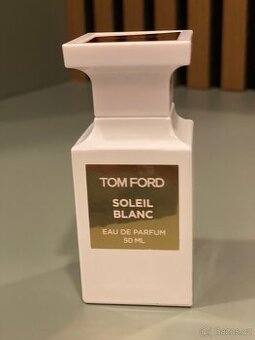 TOM FORD
SOLEIL
BLANC
EAU DE PARFUM
50 ML